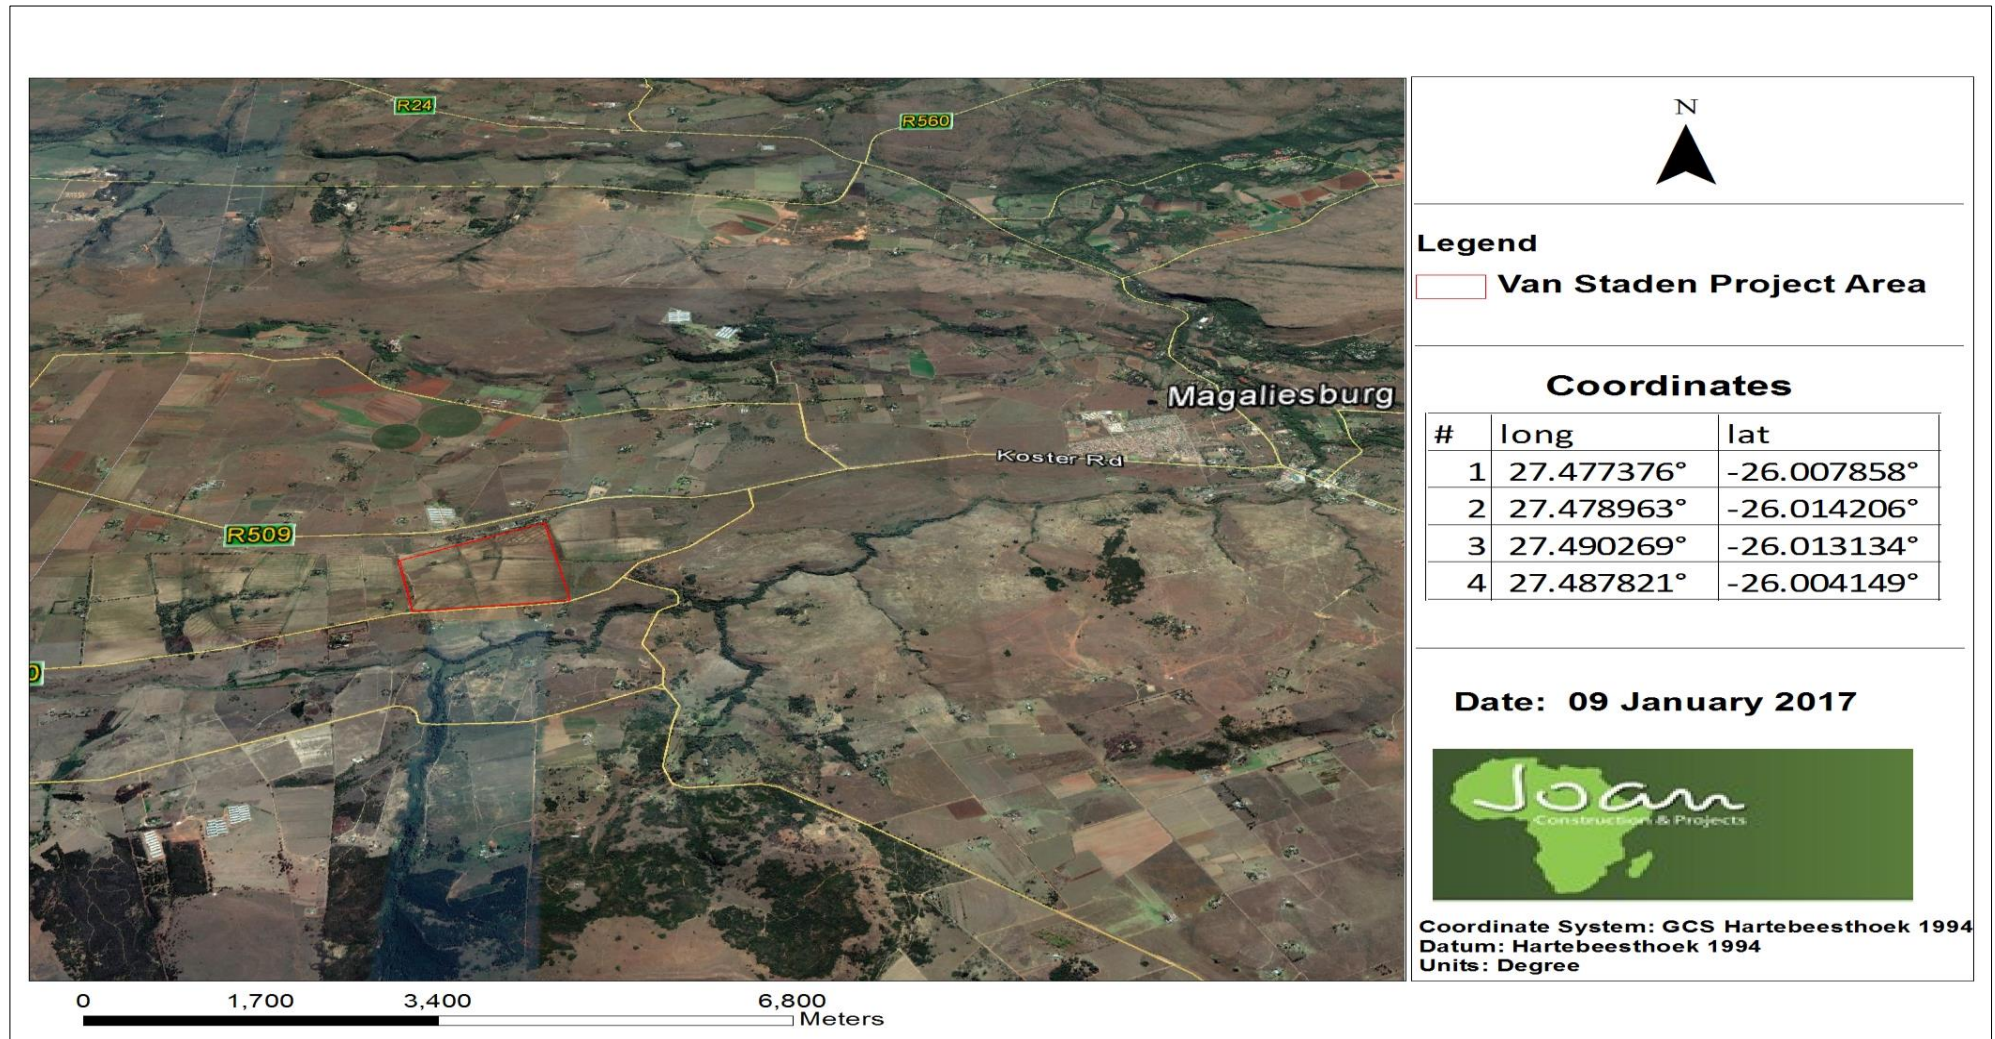 R24
R560
Magaliesburg
Koster Rd
R509
0
N
Legend
Van Staden Project Area
Coordinates
# long lat
1 27.477376° -26.007858°
2 27.478963° -26.014206°
3 27.490269° -26.013134°
4 27.487821° -26.004149°
Date: 09 January 2017
Joan
Construction & Projects
Coordinate System: GCS Hartebeesthoek 1994
Datum: Hartebeesthoek 1994
Units: Degree
0 1,700 3,400 6,800
Meters